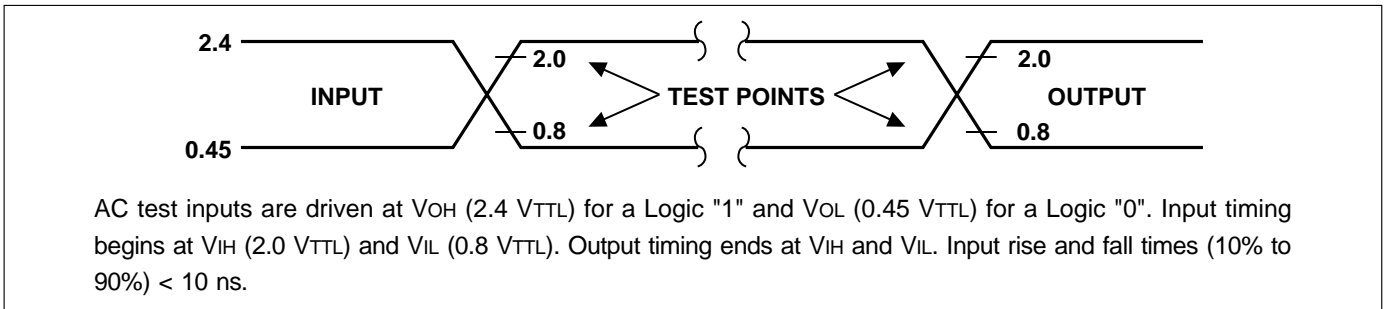 2.4
2.0
2.0
INPUT
TEST POINTS
OUTPUT
0.8
0.8
0.45
AC test inputs are driven at VOH (2.4 VTTL) for a Logic "1" and VOL (0.45 VTTL) for a Logic "0". Input timing
begins at VIH (2.0 VTTL) and VIL (0.8 VTTL). Output timing ends at VIH and VIL. Input rise and fall times (10% to
90%) < 10 ns.